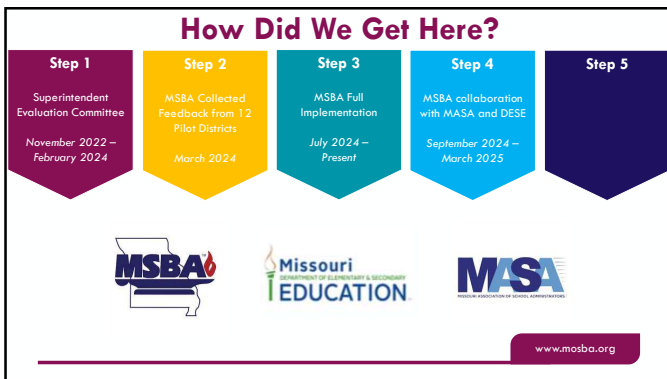 How Did We Get Here?
Step 1
Superintendent
Evaluation Committee
November 2022 –
February 2024
Step 2
MSBA Collected
Feedback from 12
Pilot Districts
March 2024
Step 3
MSBA Full
Implementation
July 2024 –
Present
Step 4
MSBA collaboration
with MASA and DESE
September 2024 –
March 2025
Step 5
MSBA
Missouri
DEPARTMENT OF ELEMENTARY & SECONDARY
EDUCATION
MASA
MISSOURI ASSOCIATION OF SCHOOL ADMINISTRATORS
www.mosba.org